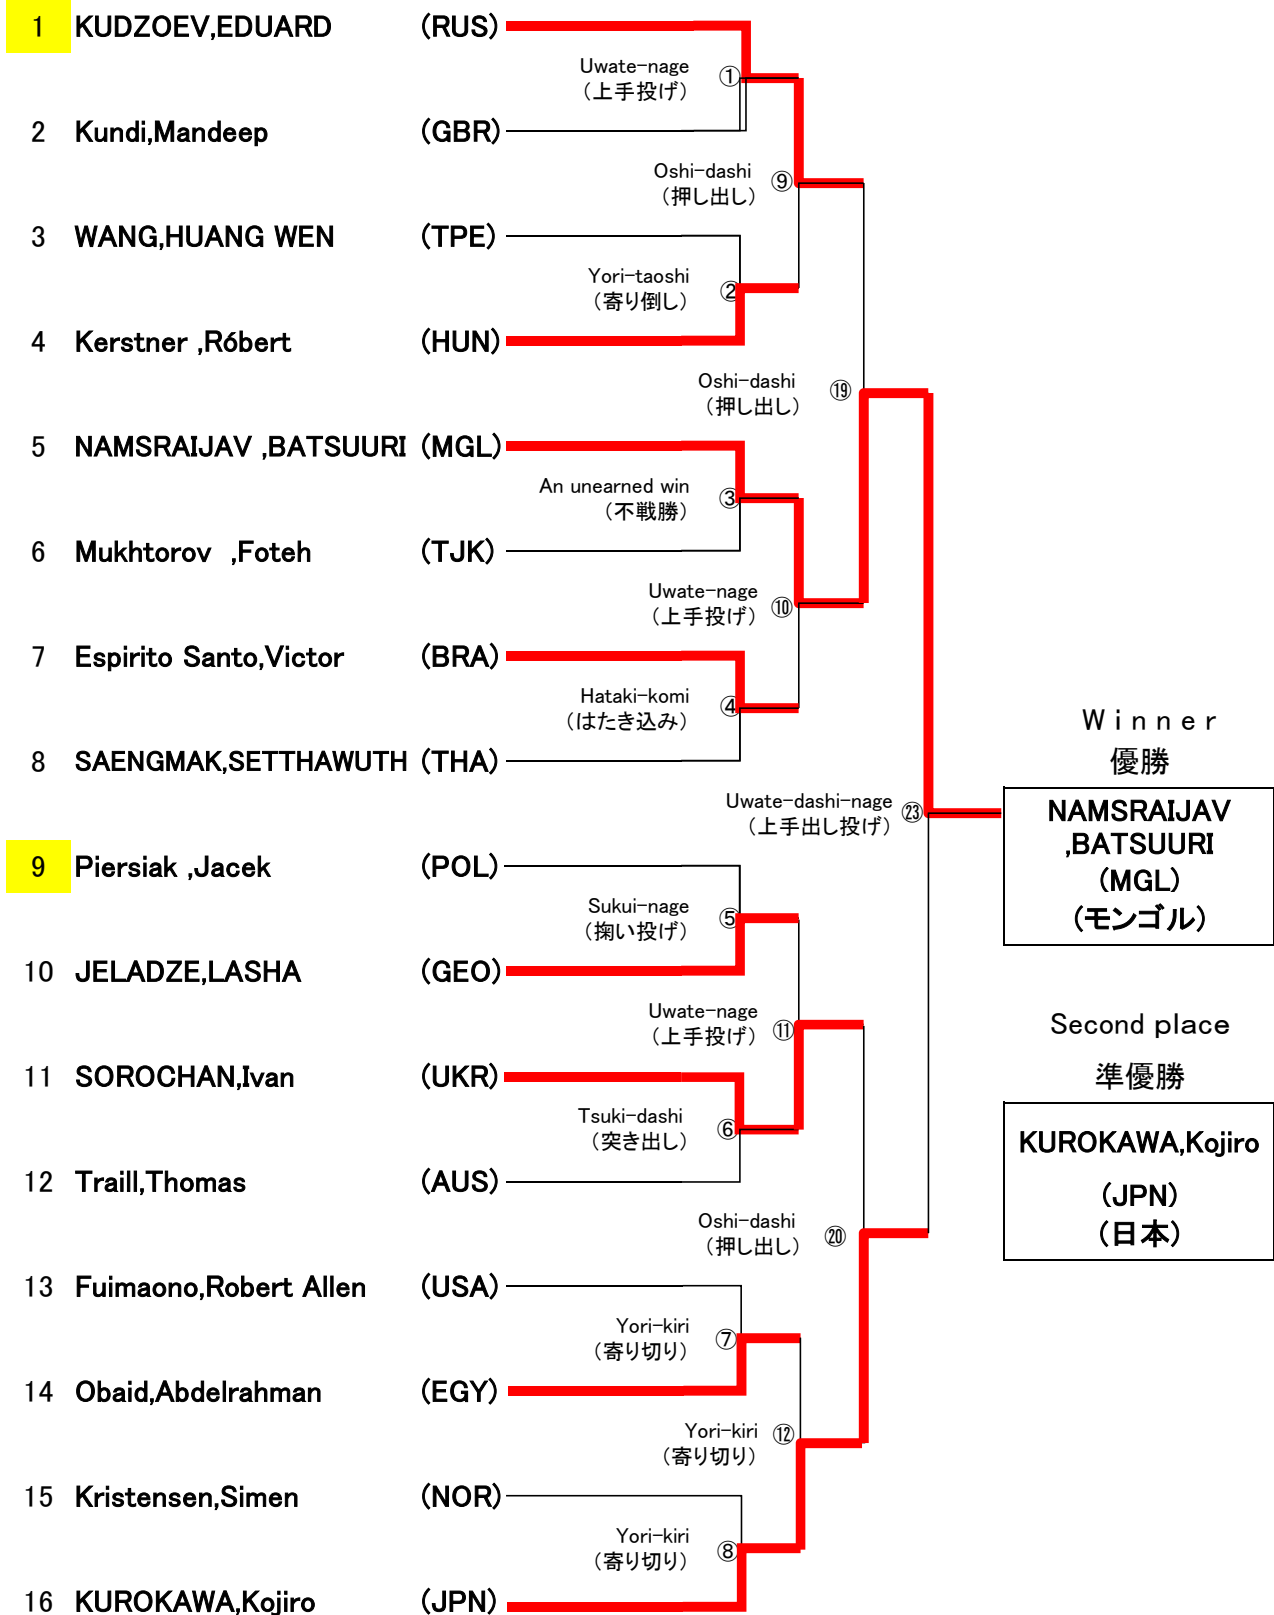 1 KUDZOEV,EDUARD (RUS)
Uwate-nage ①
（上手投げ）
2 Kundi,Mandeep (GBR)
Oshi-dashi ⑨
（押し出し）
3 WANG,HUANG WEN (TPE)
Yori-taoshi ②
（寄り倒し）
4 Kerstner ,Róbert (HUN)
Oshi-dashi ⑲
（押し出し）
5 NAMSRAIJAV ,BATSUURI (MGL)
An unearned win ③
（不戦勝）
6 Mukhtorov ,Foteh (TJK)
Uwate-nage ⑩
（上手投げ）
7 Espirito Santo,Victor (BRA)
Hataki-komi ④
（はたき込み）
8 SAENGMAK,SETTHAWUTH (THA)
Uwate-dashi-nage ㉓
（上手出し投げ）
Winner
優勝
NAMSRAIJAV
,BATSUURI
(MGL)
(モンゴル)
9 Piersiak ,Jacek (POL)
Sukui-nage ⑤
（掬い投げ）
10 JELADZE,LASHA (GEO)
Uwate-nage ⑪
（上手投げ）
Second place
準優勝
KUROKAWA,Kojiro
(JPN)
(日本)
11 SOROCHAN,Ivan (UKR)
Tsuki-dashi ⑥
（突き出し）
12 Traill,Thomas (AUS)
Oshi-dashi ⑳
（押し出し）
13 Fuimaono,Robert Allen (USA)
Yori-kiri ⑦
（寄り切り）
14 Obaid,Abdelrahman (EGY)
Yori-kiri ⑫
（寄り切り）
15 Kristensen,Simen (NOR)
Yori-kiri ⑧
（寄り切り）
16 KUROKAWA,Kojiro (JPN)